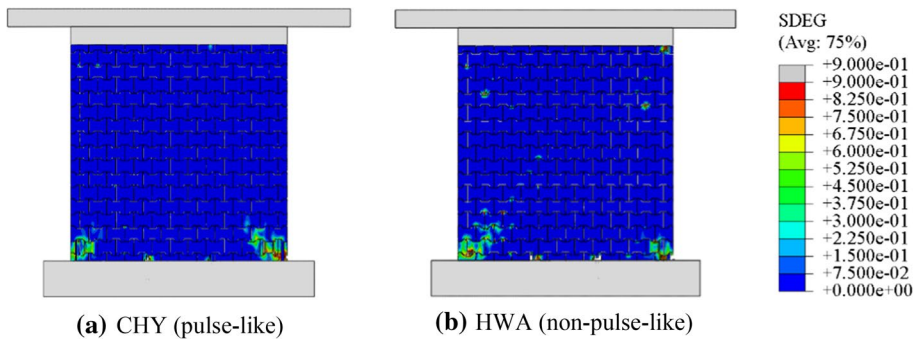 SDEG
(Avg: 75%)
+9.000e-01
+9.000e-01
+8.250e-01
+7.500e-01
+6.750e-01
+6.000e-01
+5.250e-01
+4.500e-01
+3.750e-01
+3.000e-01
+2.250e-01
+1.500e-01
+7.500e-02
+0.000e+00
(a) CHY (pulse-like)
(b) HWA (non-pulse-like)